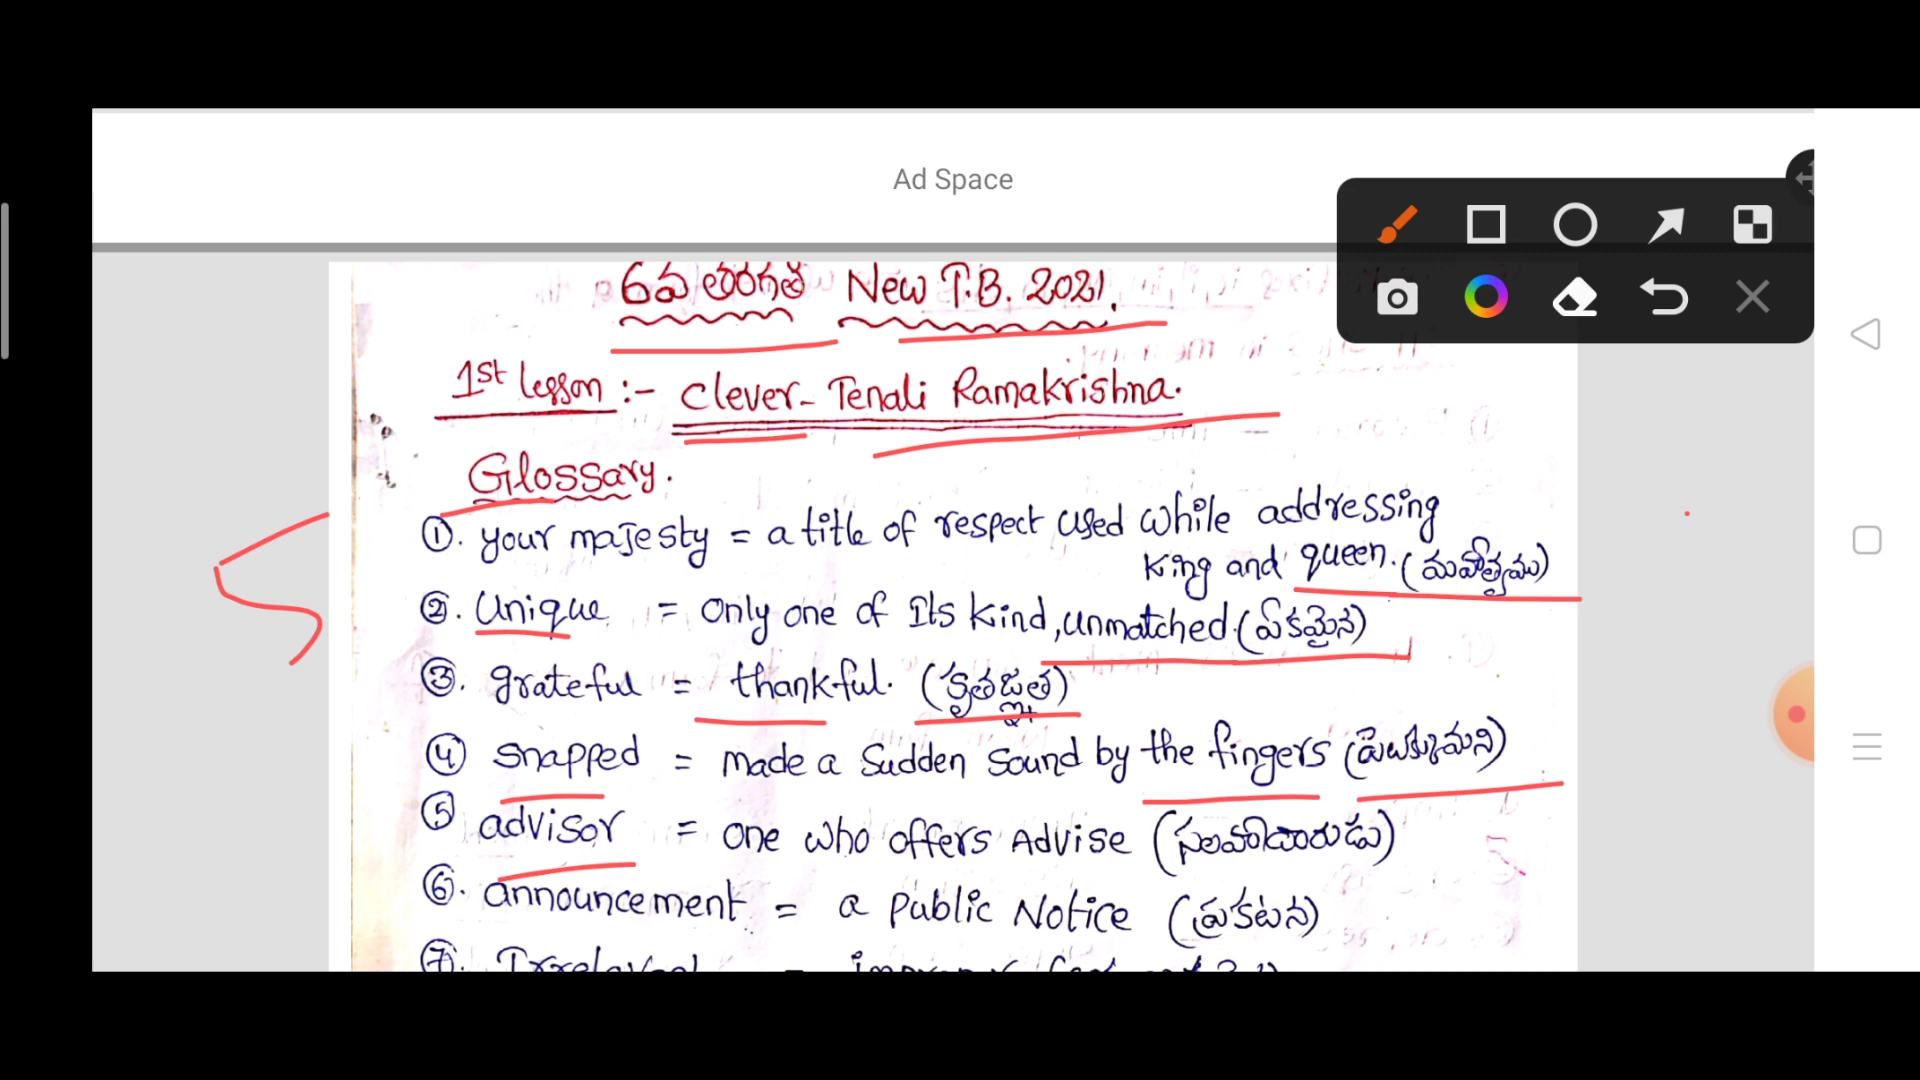 Ad Space
6వ తరగతి New T.B. 2021.
1st lesson :- Clever- Tenali Ramakrishna.
Glossary.
①. your majesty = a title of respect used while addressing
King and queen. (మహోత్వము)
②. Unique = only one of Its kind, unmatched. (ఏకమైన)
③. grateful = thankful. (కృతజ్ఞత)
④ snapped = made a sudden sound by the fingers
⑤ advisor = one who offers Advise (సలహాదారుడు)
⑥. announcement = a public Notice (ప్రకటన)
⑦.